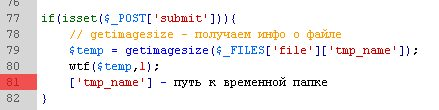 76
77 if(isset($_POST['submit'])){
78 // getimagesize - получаем инфо о файле
79 $temp = getimagesize($_FILES['file']['tmp_name']);
80 wtf($temp,1);
81 ['tmp_name'] - путь к временной папке
82 }